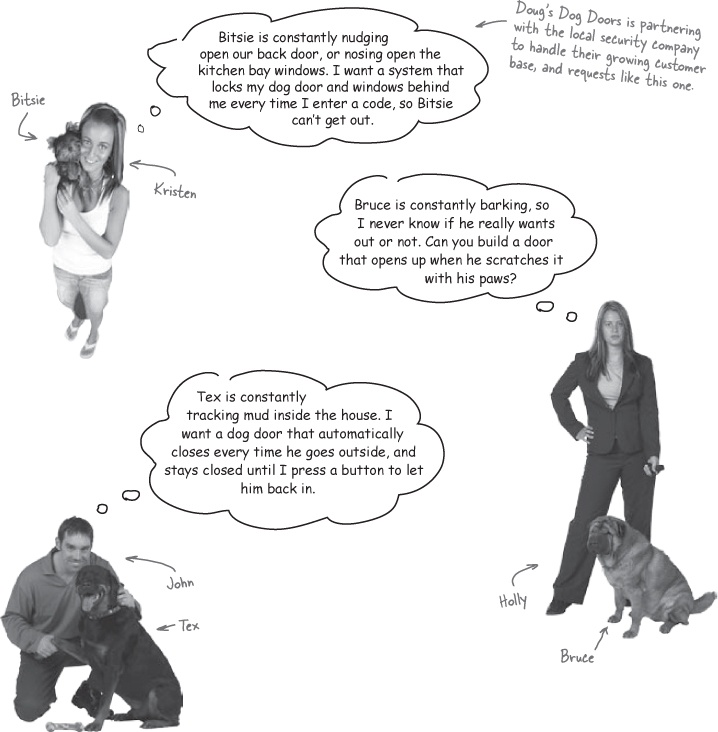 Doug's Dog Doors is partnering
with the local security company
to handle their growing customer
base, and requests like this one.
Bitsie is constantly nudging
open our back door, or nosing open the
kitchen bay windows. I want a system that
locks my dog door and windows behind
me every time I enter a code, so Bitsie
can't get out.
Bitsie
Kristen
Bruce is constantly barking, so
I never know if he really wants
out or not. Can you build a door
that opens up when he scratches it
with his paws?
Tex is constantly
tracking mud inside the house. I
want a dog door that automatically
closes every time he goes outside, and
stays closed until I press a button to let
him back in.
John
Tex
Holly
Bruce